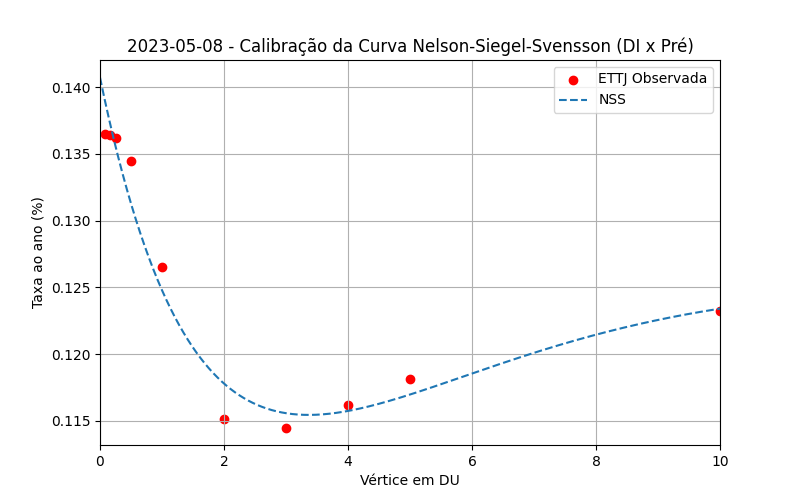 2023-05-08 - Calibração da Curva Nelson-Siegel-Svensson (DI x Pré)
ETTJ Observada
NSS
Taxa ao ano (%)
0.140
0.135
0.130
0.125
0.120
0.115
0 2 4 6 8 10
Vértice em DU